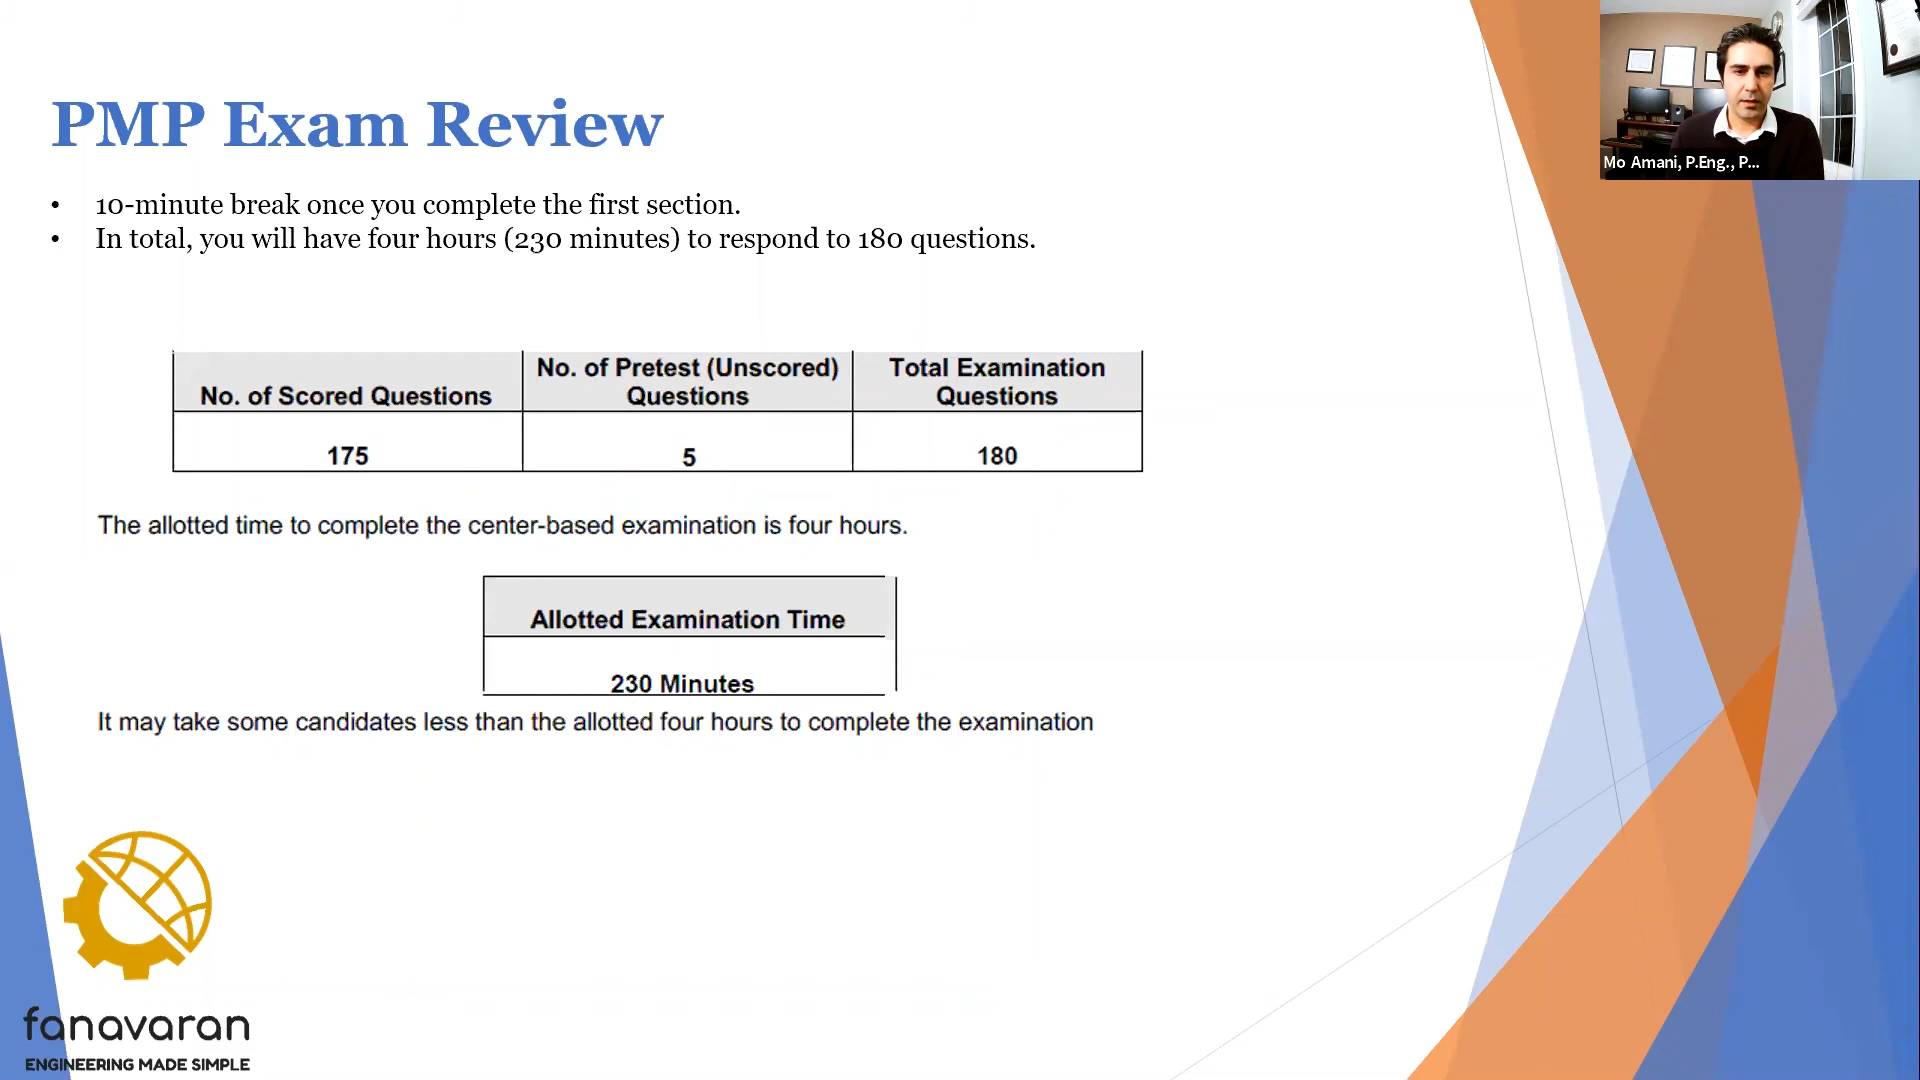 PMP Exam Review
• 10-minute break once you complete the first section.
• In total, you will have four hours (230 minutes) to respond to 180 questions.
No. of Scored Questions
No. of Pretest (Unscored)
Questions
Total Examination
Questions
175
5
180
The allotted time to complete the center-based examination is four hours.
Allotted Examination Time
230 Minutes
It may take some candidates less than the allotted four hours to complete the examination
fanavaran
ENGINEERING MADE SIMPLE
Mo Amani, P.Eng., P...